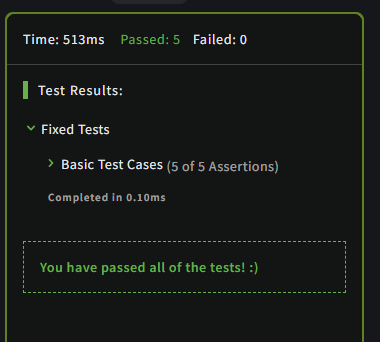 Time: 513ms Passed: 5 Failed: 0
Test Results:
Fixed Tests
Basic Test Cases (5 of 5 Assertions)
Completed in 0.10ms
You have passed all of the tests! :)